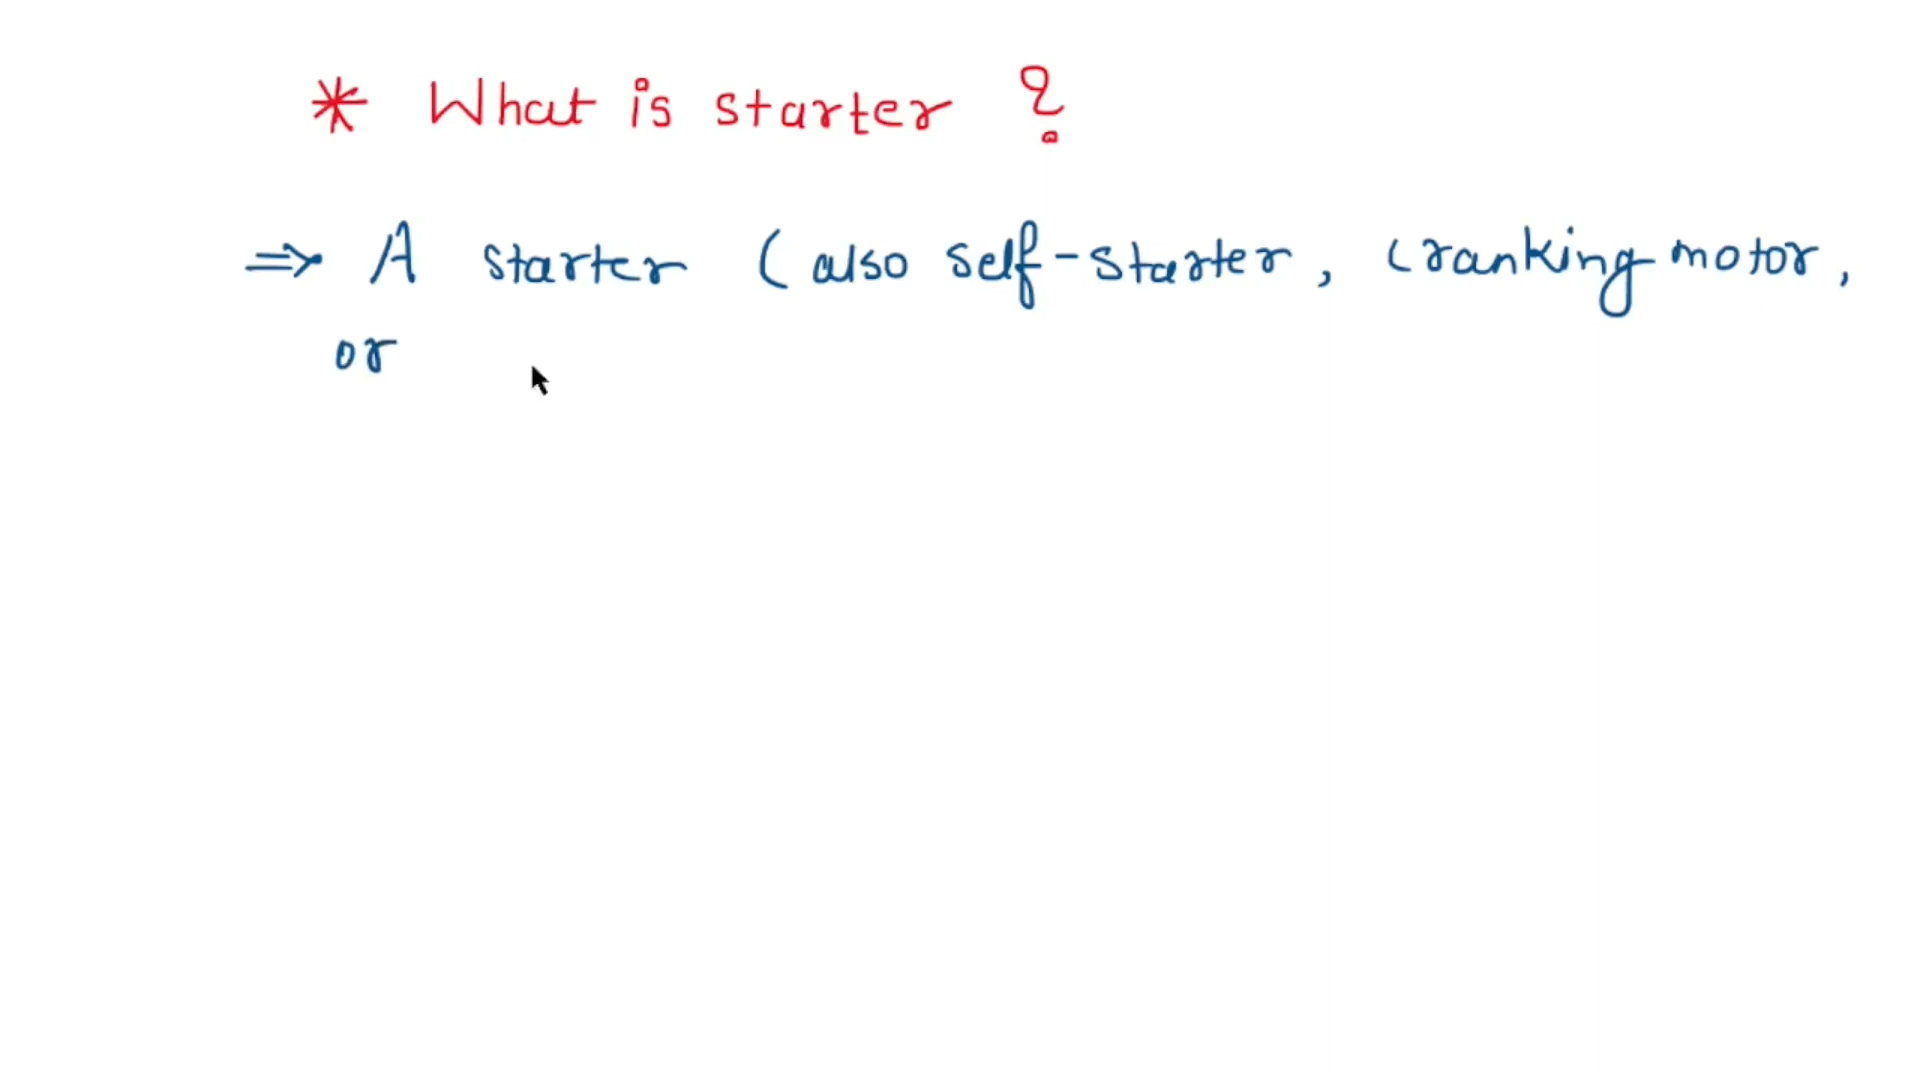 * What is starter ?
⇒ A starter (also self-starter, cranking motor,
or